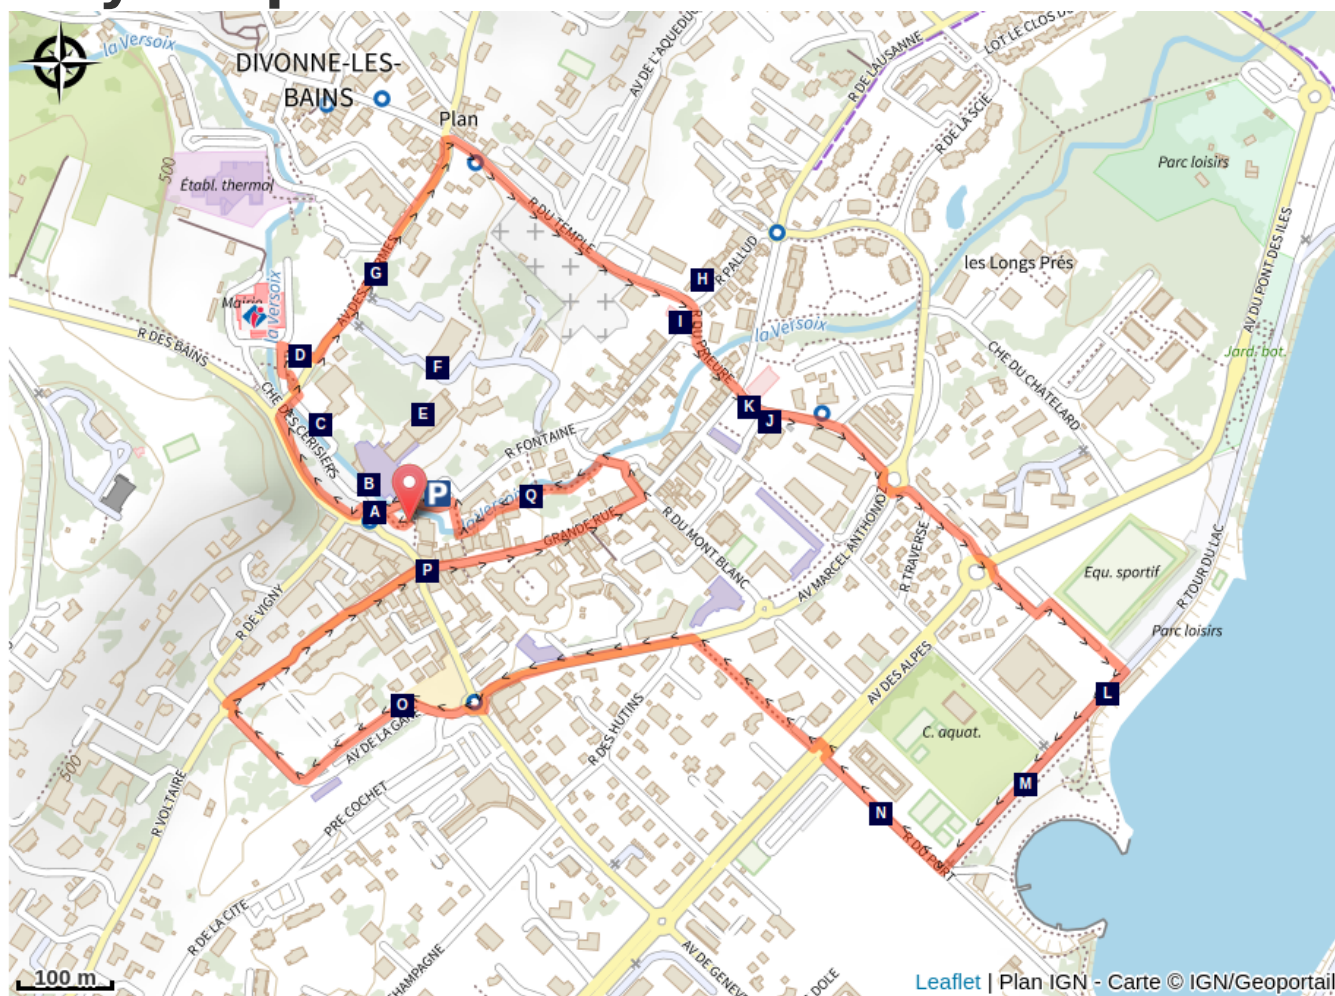 la Versoix
DIVONNE-LES-
BAINS
Plan
AV DE L'AQUEDUC
R DE LAUSANNE
LOT LE CLOS DU
R DE LA SCIE
Parc loisirs
500
Établ. thermal
R DU TEMPLE
AV DES THERMES
G
H
R PALLUD
les Longs Prés
AV DU PONT DES ILES
Mairie
la Versoix
I
R DU PRIEURE
la Versoix
R DES BAINS
D
F
CHE DU CHATELARD
Jard. bot.
CHE DES CERISIERS
C
E
K
J
R FONTAINE
B
P
Q
la Versoix
A
GRANDE RUE
R DU MONT BLANC
AV MARCEL ANTHONIOZ
R TRAVERSE
R TOUR DU LAC
P
Equ. sportif
R DE VIGNY
Parc loisirs
L
O
AV DE LA GARE
R DES HUTINS
AV DES ALPES
C. aquat.
500
M
R VOLTAIRE
PRE COCHET
N
R DU PORT
R DE LA CITE
CHAMPAGNE
AV DE GENEVE
DOLE
100 m
Leaflet | Plan IGN - Carte © IGN/Geoportail